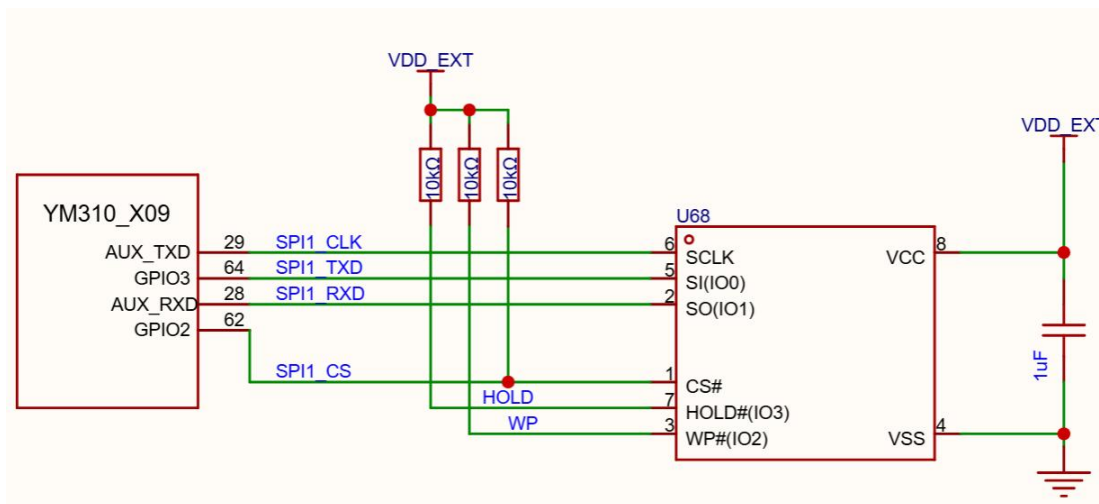 VDD_EXT
VDD_EXT
10kΩ
10kΩ
10kΩ
YM310_X09
U68
AUX_TXD
29
SPI1_CLK
6
SCLK
VCC
8
GPIO3
64
SPI1_TXD
5
SI(IO0)
AUX_RXD
28
SPI1_RXD
2
SO(IO1)
GPIO2
62
1uF
SPI1_CS
1
CS#
HOLD
7
HOLD#(IO3)
WP
3
WP#(IO2)
VSS
4